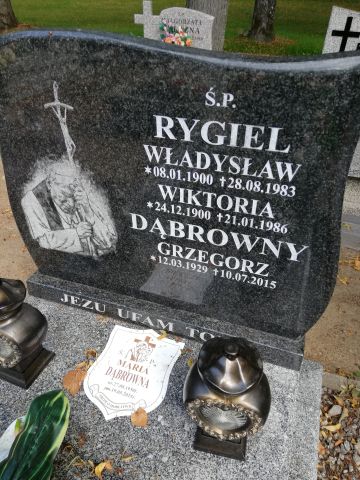 MAŁGORZATA
Ś.P.
RYGIEL
WŁADYSŁAW
*08.01.1900 †28.08.1983
WIKTORIA
*24.12.1900 †21.01.1986
DĄBROWNY
GRZEGORZ
*12.03.1929 †10.07.2015
JEZU UFAM TO
Ś. P.
MARIA
DĄBROWNA